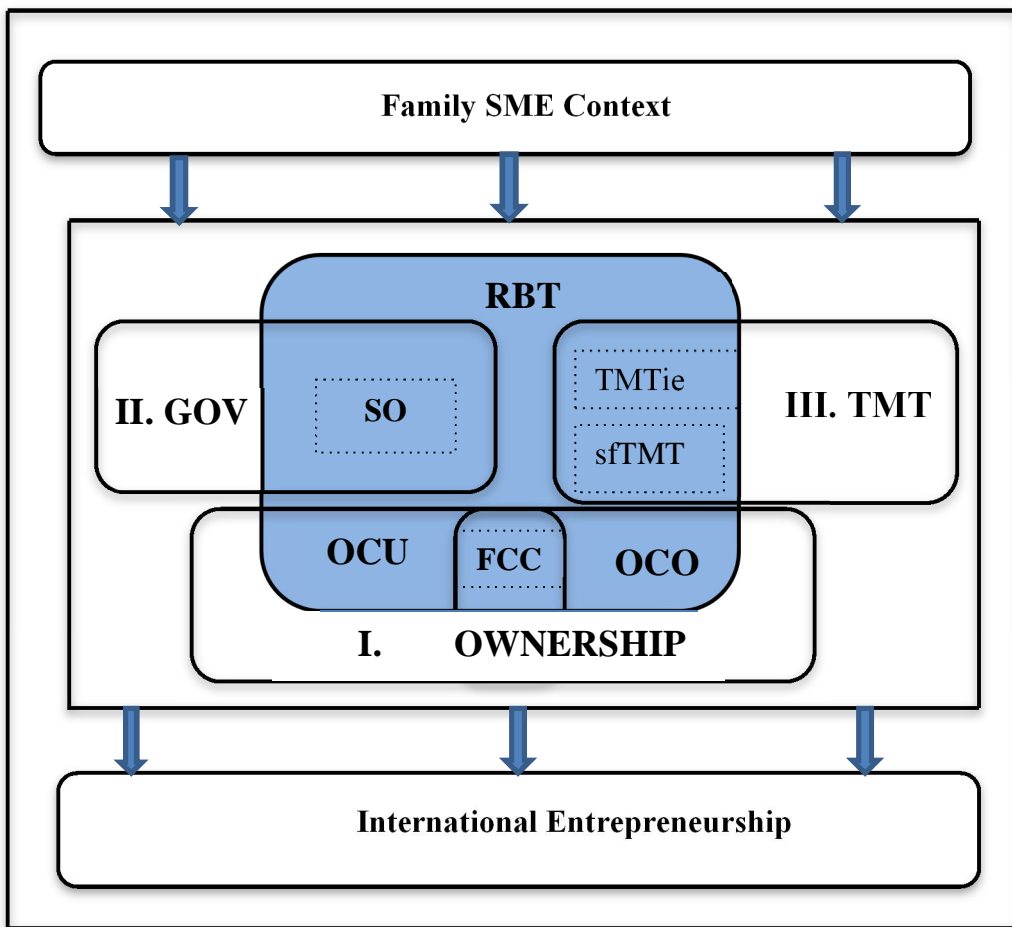 Family SME Context
RBT
TMTie
II. GOV
SO
III. TMT
sfTMT
OCU
FCC
OCO
I. OWNERSHIP
International Entrepreneurship